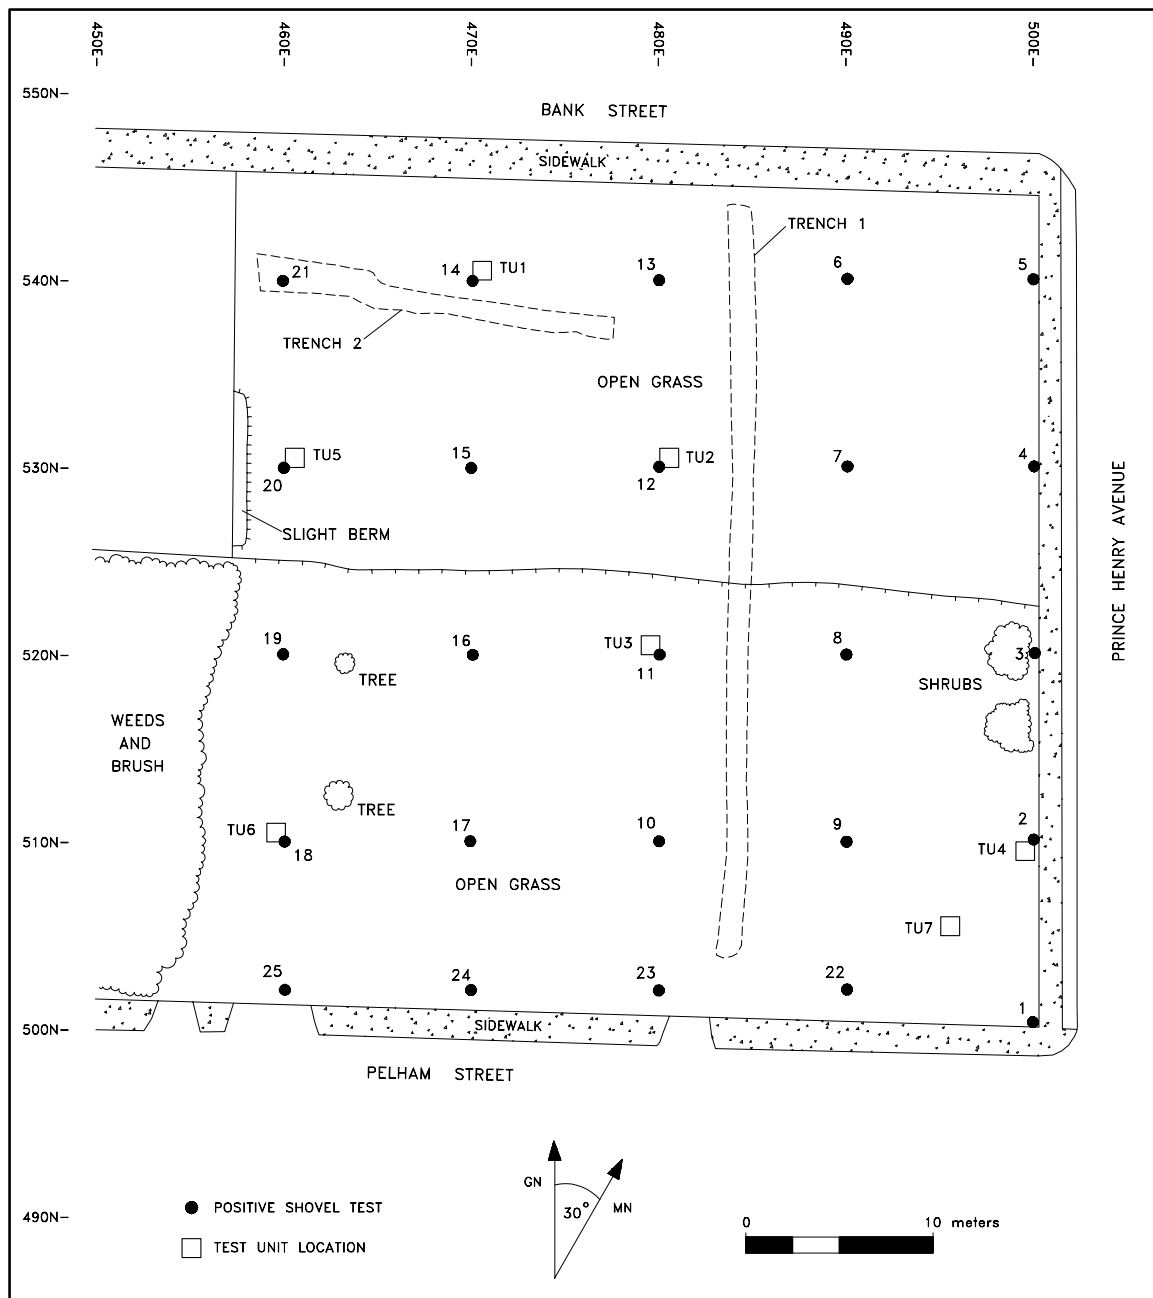 450E-
460E-
470E-
480E-
490E-
500E-
550N-
BANK STREET
SIDEWALK
TRENCH 1
540N-
21
14
TU1
13
6
5
TRENCH 2
OPEN GRASS
530N-
20
TU5
15
12
TU2
7
4
SLIGHT BERM
PRINCE HENRY AVENUE
520N-
19
TREE
16
TU3
11
8
3
SHRUBS
WEEDS
AND
BRUSH
TREE
510N-
TU6
18
17
10
9
2
TU4
OPEN GRASS
TU7
25
24
23
22
1
500N-
SIDEWALK
PELHAM STREET
GN
30°
MN
490N-
POSITIVE SHOVEL TEST
TEST UNIT LOCATION
0
10 meters